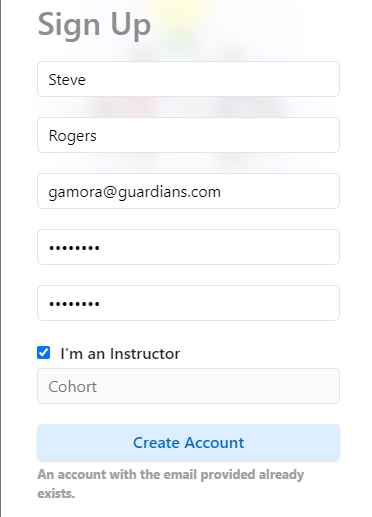 Sign Up
Steve
Rogers
gamora@guardians.com
••••••••
••••••••
I'm an Instructor
Cohort
Create Account
An account with the email provided already
exists.